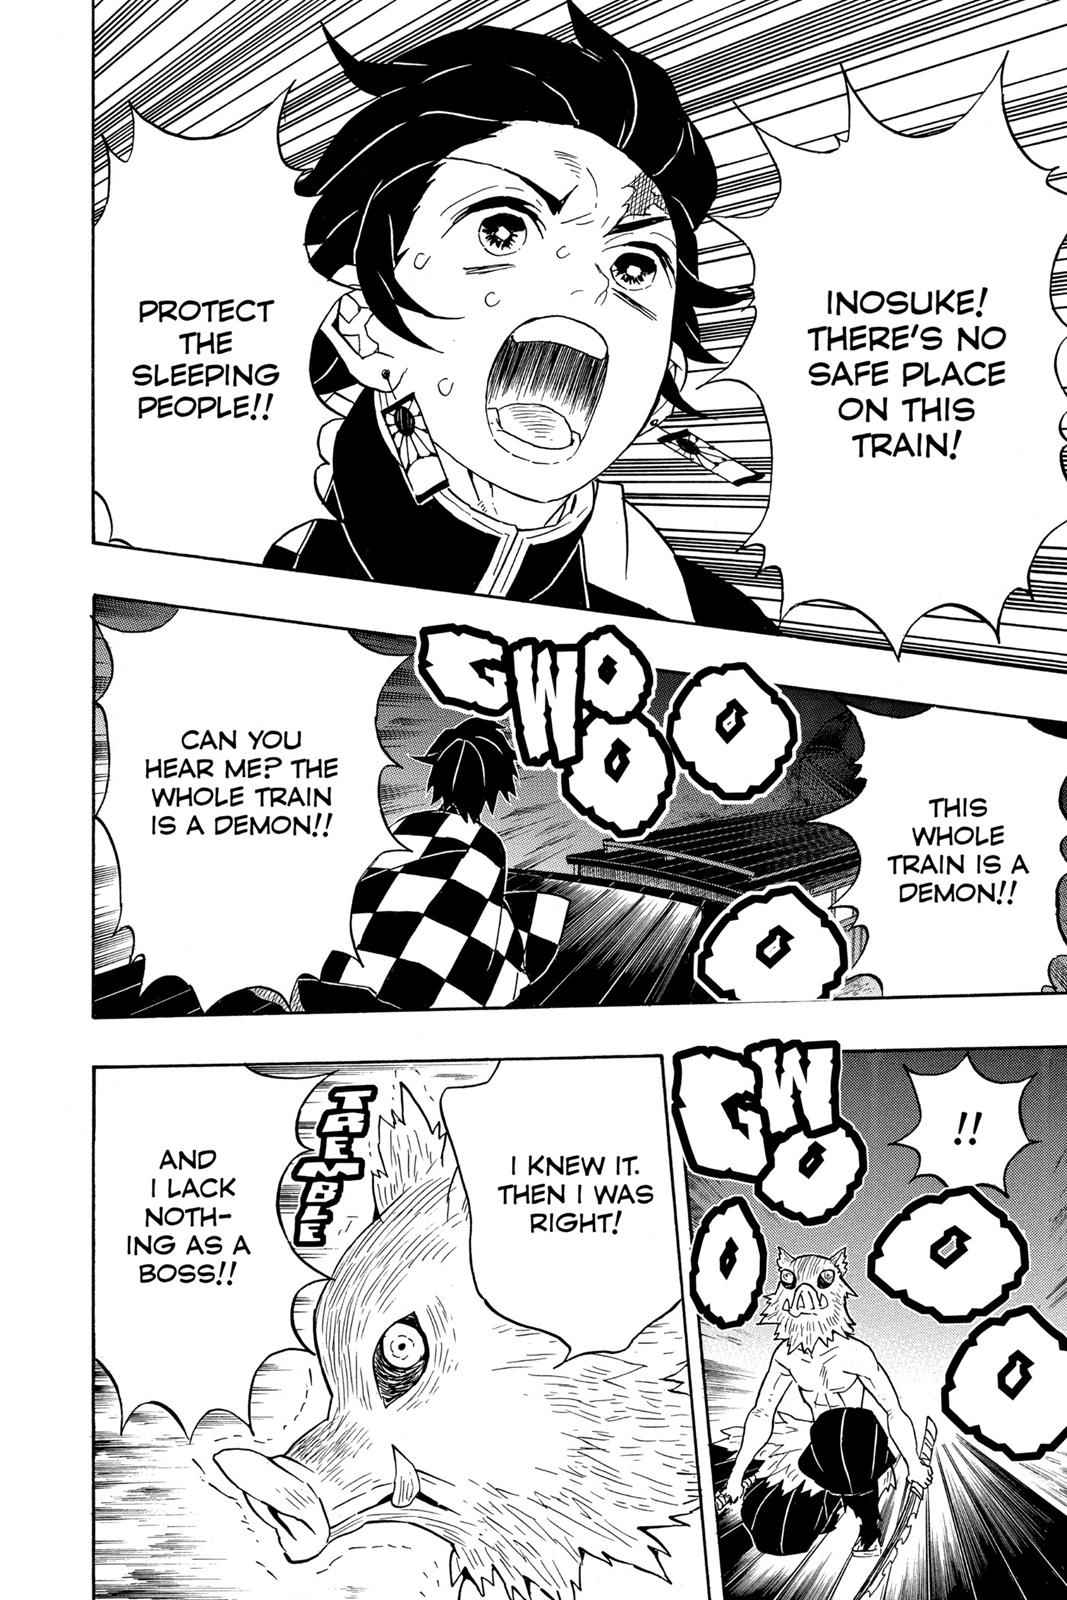 INOSUKE!
THERE'S NO
SAFE PLACE
ON THIS
TRAIN!
PROTECT
THE
SLEEPING
PEOPLE!!
THIS
WHOLE
TRAIN IS A
DEMON!!
GWOOOO
CAN YOU
HEAR ME? THE
WHOLE TRAIN
IS A DEMON!!
!!
GWOOOO
I KNEW IT.
THEN I WAS
RIGHT!
TREMBLE
AND
I LACK
NOTH-
ING AS A
BOSS!!